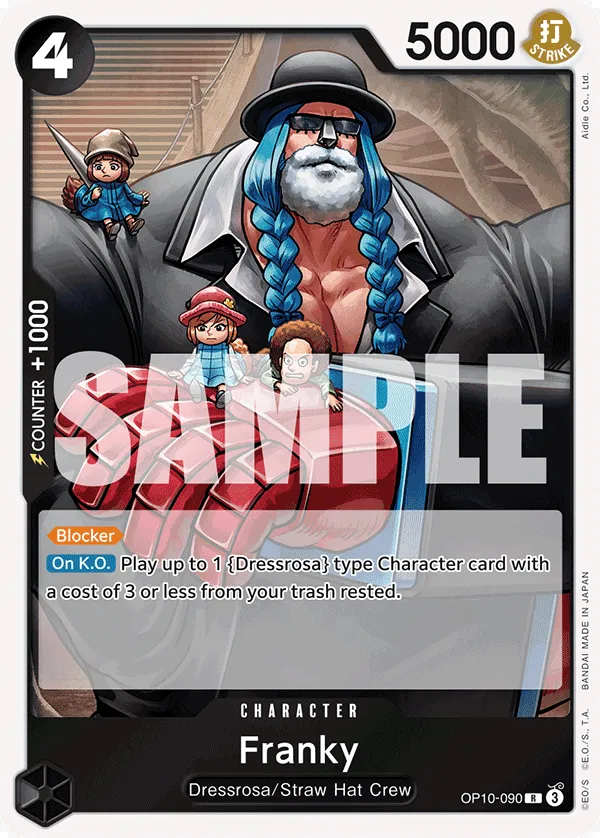 4
5000
打
STRIKE
Aidle Co., Ltd.
COUNTER +1000
SAMPLE
Blocker
On K.O. Play up to 1 {Dressrosa} type Character card with
a cost of 3 or less from your trash rested.
CHARACTER
Franky
Dressrosa/Straw Hat Crew
OP10-090 R 3
©EO/S ©E.O./S., T.A. BANDAI MADE IN JAPAN